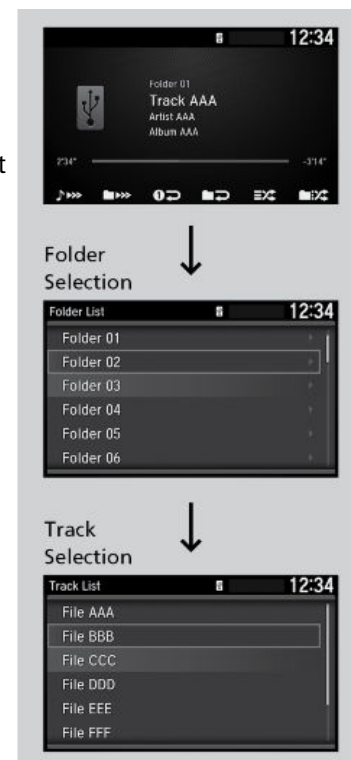 12:34
Folder 01
Track AAA
Artist AAA
Album AAA
2'34" -3'14"
t
Folder
Selection
Folder List 12:34
Folder 01
Folder 02
Folder 03
Folder 04
Folder 05
Folder 06
Track
Selection
Track List 12:34
File AAA
File BBB
File CCC
File DDD
File EEE
File FFF